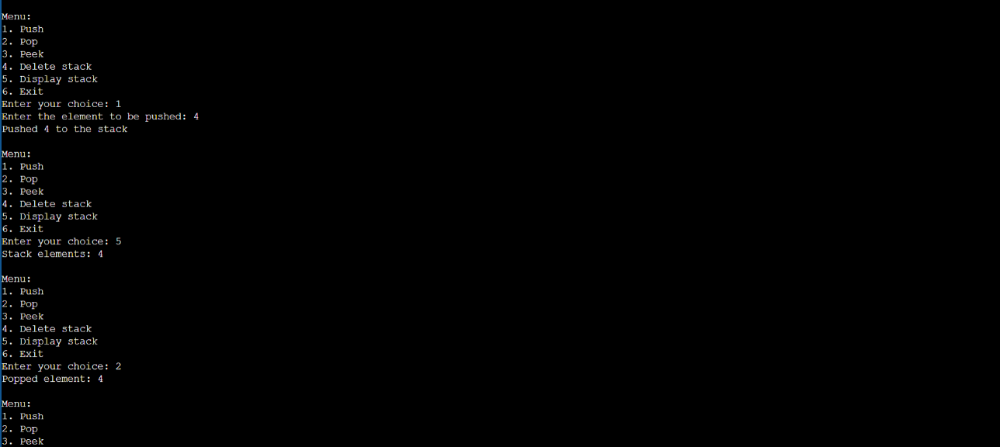 Menu:
1. Push
2. Pop
3. Peek
4. Delete stack
5. Display stack
6. Exit
Enter your choice: 1
Enter the element to be pushed: 4
Pushed 4 to the stack
Menu:
1. Push
2. Pop
3. Peek
4. Delete stack
5. Display stack
6. Exit
Enter your choice: 5
Stack elements: 4
Menu:
1. Push
2. Pop
3. Peek
4. Delete stack
5. Display stack
6. Exit
Enter your choice: 2
Popped element: 4
Menu:
1. Push
2. Pop
3. Peek